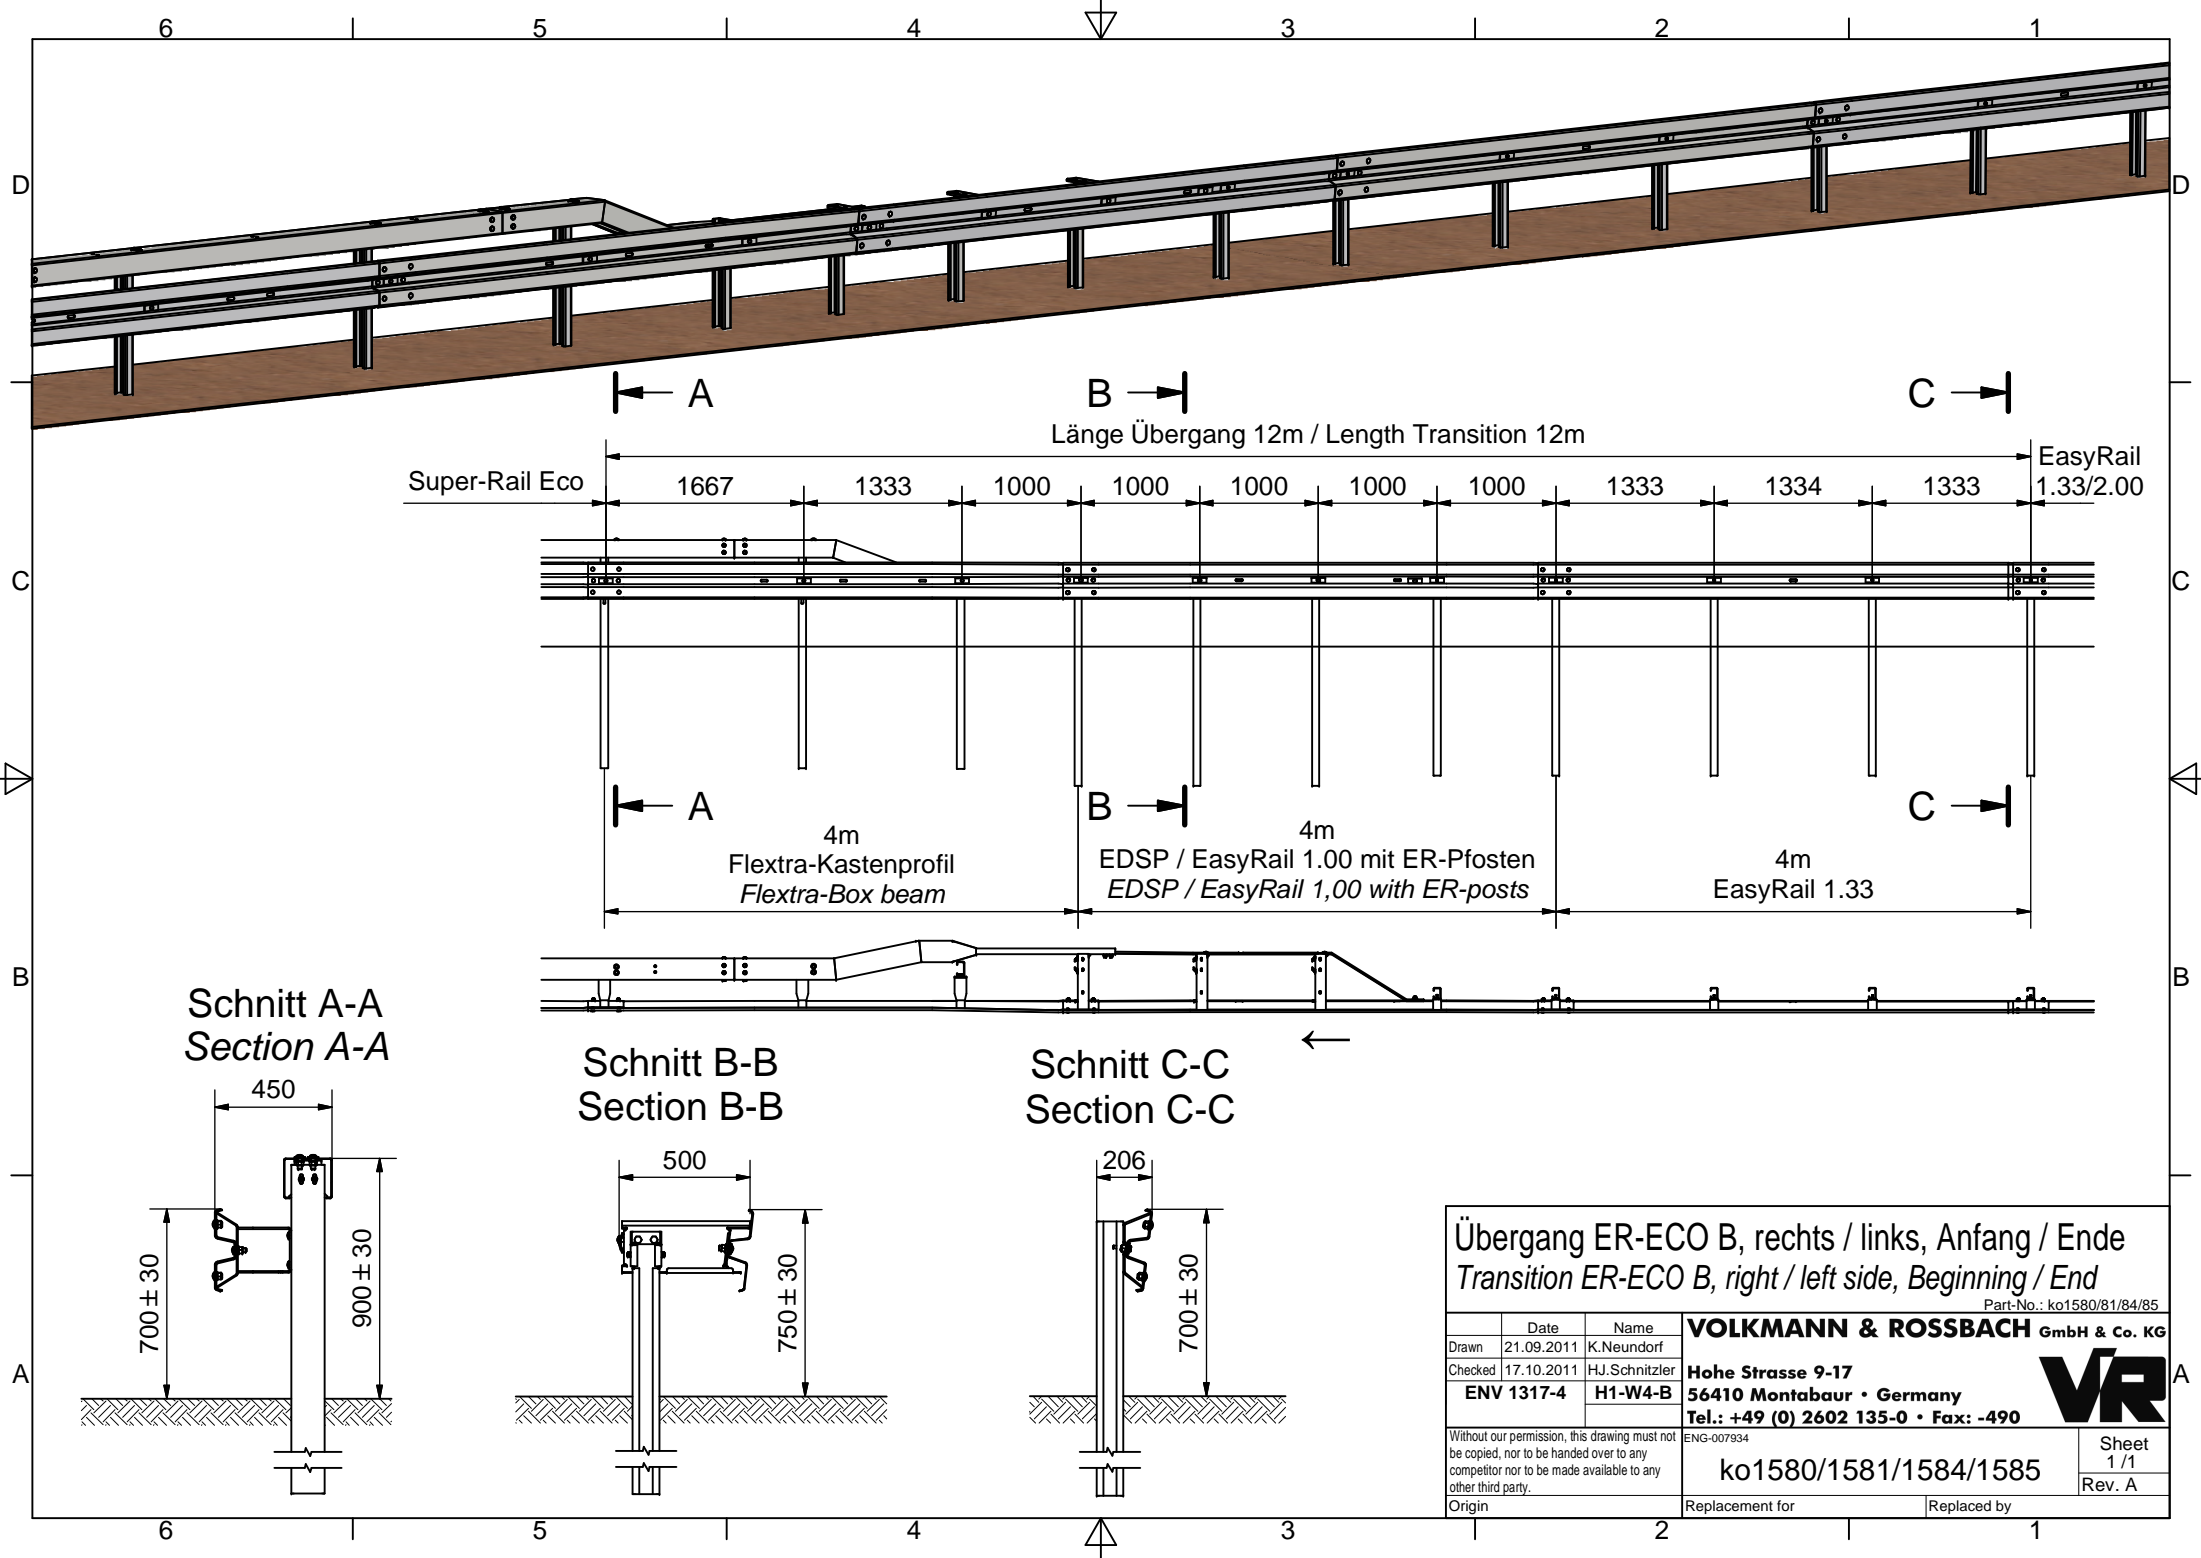 6 5 4 3 2 1
D D
A B C
Länge Übergang 12m / Length Transition 12m
Super-Rail Eco 1667 1333 1000 1000 1000 1000 1000 1333 1334 1333 EasyRail
1.33/2.00
C C
A B C
4m
Flextra-Kastenprofil
Flextra-Box beam
4m
EDSP / EasyRail 1.00 mit ER-Pfosten
EDSP / EasyRail 1,00 with ER-posts
4m
EasyRail 1.33
B B
Schnitt A-A
Section A-A
450
700 ± 30
900 ± 30
Schnitt B-B
Section B-B
500
750 ± 30
Schnitt C-C
Section C-C
206
700 ± 30
A A
Übergang ER-ECO B, rechts / links, Anfang / Ende
Transition ER-ECO B, right / left side, Beginning / End
Part-No.: ko1580/81/84/85
Date Name
Drawn 21.09.2011 K.Neundorf
Checked 17.10.2011 HJ.Schnitzler
ENV 1317-4 H1-W4-B
VOLKMANN & ROSSBACH GmbH & Co. KG
Hohe Strasse 9-17
56410 Montabaur • Germany
Tel.: +49 (0) 2602 135-0 • Fax: -490
VR
Without our permission, this drawing must not
be copied, nor to be handed over to any
competitor nor to be made available to any
other third party.
ENG-007934
ko1580/1581/1584/1585
Sheet
1 /1
Rev. A
Origin
Replacement for
Replaced by
6 5 4 3 2 1